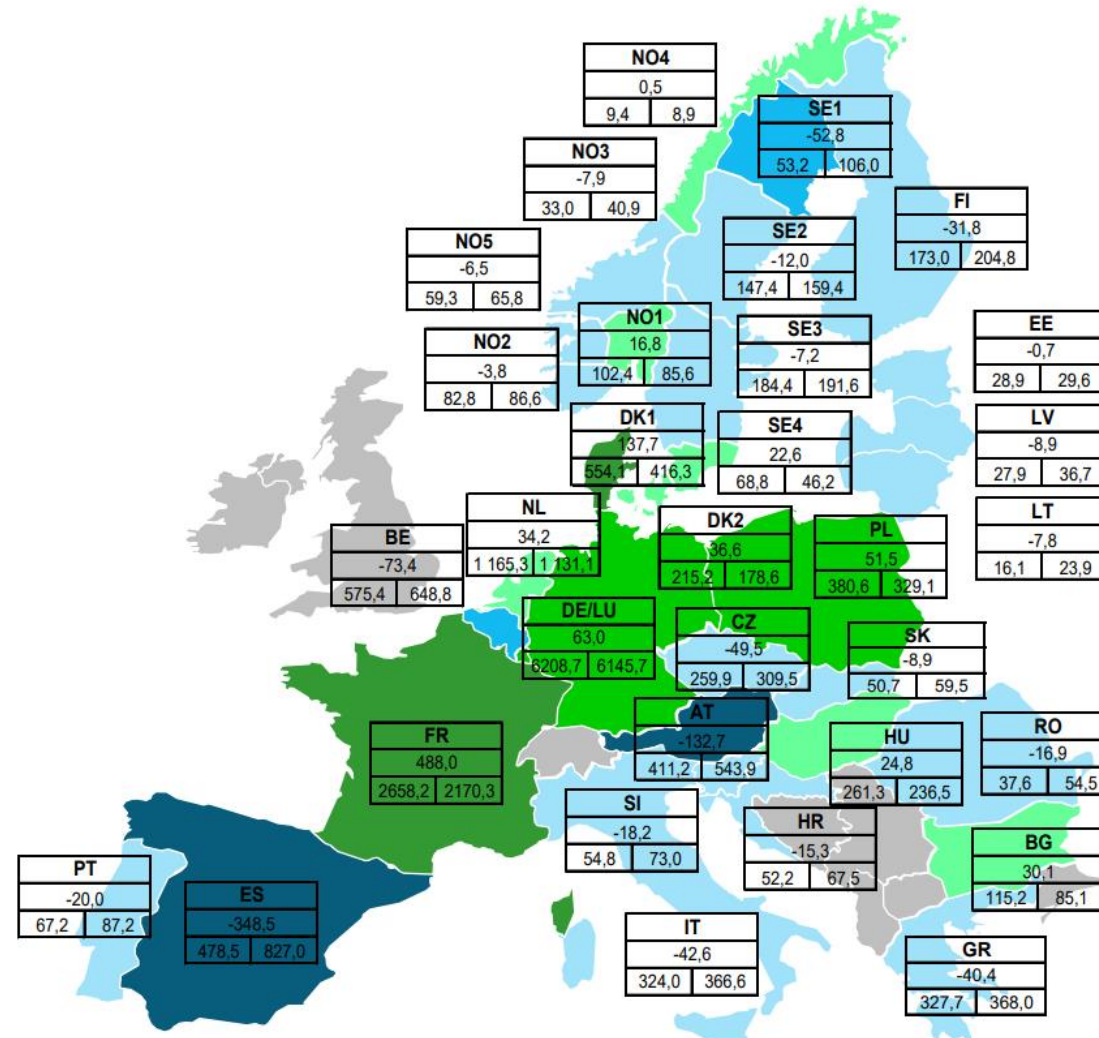 NO4
0,5
9,4 8,9
SE1
-52,8
53,2 106,0
NO3
-7,9
33,0 40,9
FI
-31,8
173,0 204,8
SE2
-12,0
147,4 159,4
NO5
-6,5
59,3 65,8
NO1
16,8
102,4 85,6
SE3
-7,2
184,4 191,6
EE
-0,7
28,9 29,6
NO2
-3,8
82,8 86,6
DK1
137,7
554,1 416,3
SE4
22,6
68,8 46,2
LV
-8,9
27,9 36,7
NL
34,2
1 165,3 1 131,1
DK2
36,6
215,2 178,6
PL
51,5
380,6 329,1
LT
-7,8
16,1 23,9
BE
-73,4
575,4 648,8
DE/LU
63,0
6208,7 6145,7
CZ
-49,5
259,9 309,5
SK
-8,9
50,7 59,5
AT
-132,7
411,2 543,9
FR
488,0
2658,2 2170,3
HU
24,8
261,3 236,5
RO
-16,9
37,6 54,5
SI
-18,2
54,8 73,0
HR
-15,3
52,2 67,5
BG
30,1
115,2 85,1
PT
-20,0
67,2 87,2
ES
-348,5
478,5 827,0
IT
-42,6
324,0 366,6
GR
-40,4
327,7 368,0